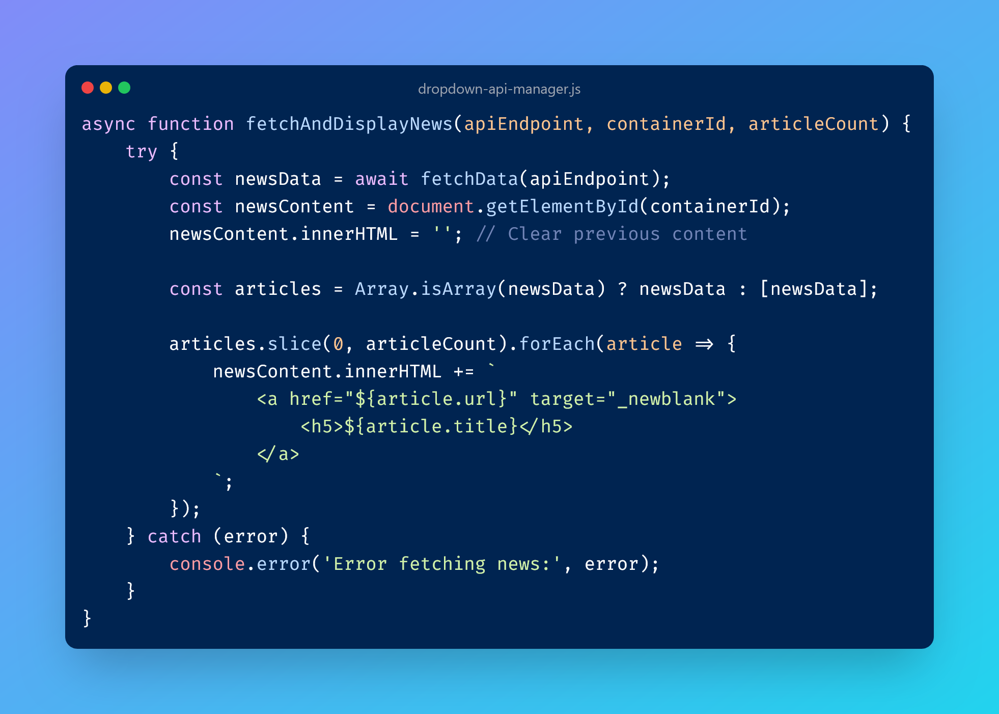 dropdown-api-manager.js
async function fetchAndDisplayNews(apiEndpoint, containerId, articleCount) {
    try {
        const newsData = await fetchData(apiEndpoint);
        const newsContent = document.getElementById(containerId);
        newsContent.innerHTML = ''; // Clear previous content

        const articles = Array.isArray(newsData) ? newsData : [newsData];

        articles.slice(0, articleCount).forEach(article => {
            newsContent.innerHTML += `
                <a href="${article.url}" target="_newblank">
                    <h5>${article.title}</h5>
                </a>
            `;
        });
    } catch (error) {
        console.error('Error fetching news:', error);
    }
}